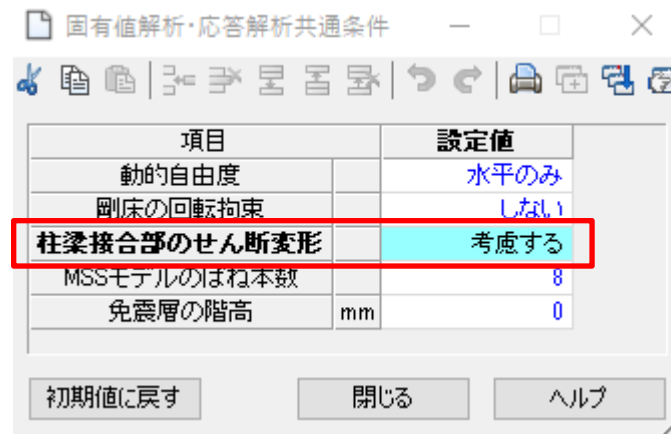 固有値解析・応答解析共通条件
項目 設定値
動的自由度 水平のみ
剛床の回転拘束 しない
柱梁接合部のせん断変形 考慮する
MSSモデルのばね本数 8
免震層の階高 mm 0
初期値に戻す 閉じる ヘルプ